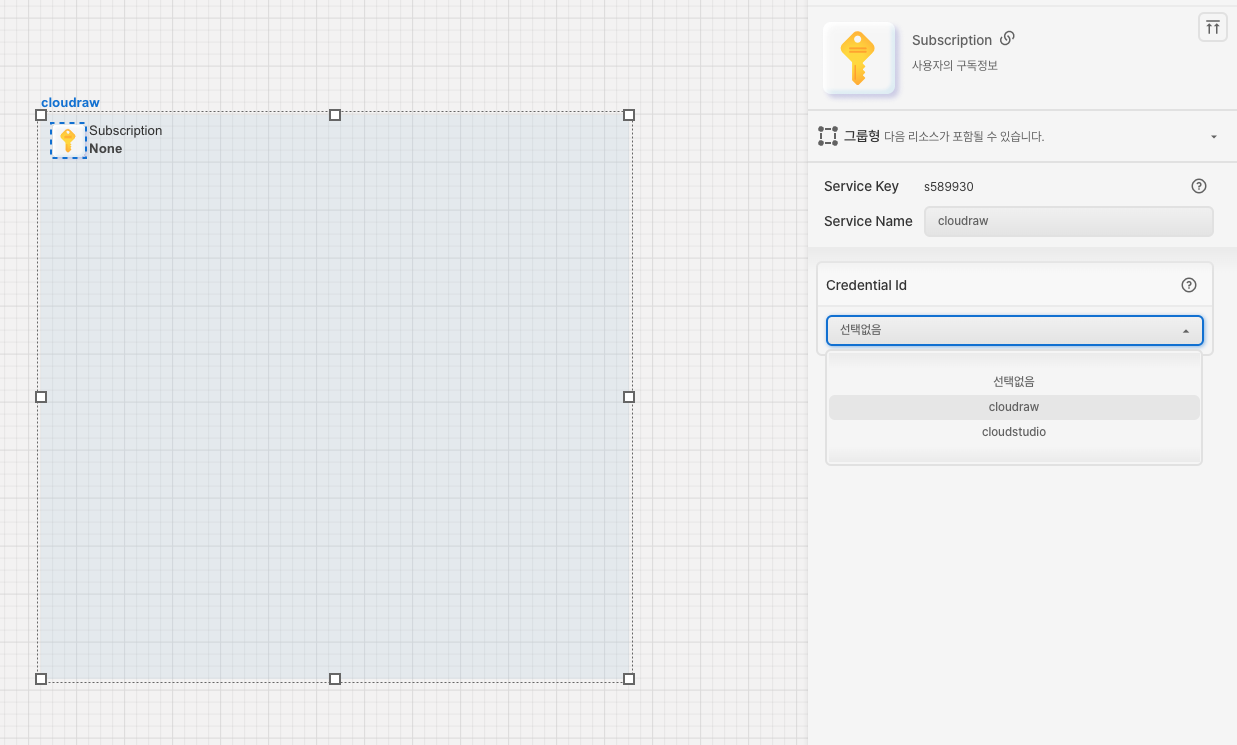 cloudraw
Subscription
None
Subscription
사용자의 구독정보
그룹형 다음 리소스가 포함될 수 있습니다.
Service Key s589930
Service Name cloudraw
Credential Id
선택없음
선택없음
cloudraw
cloudstudio